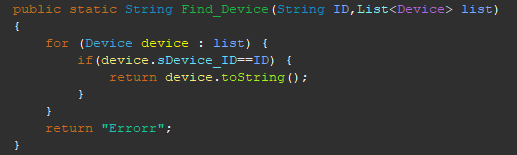 public static String Find_Device(String ID,List<Device> list)
{
    for (Device device : list) {
        if(device.sDevice_ID==ID) {
            return device.toString();
        }
    }
    return "Errorr";
}